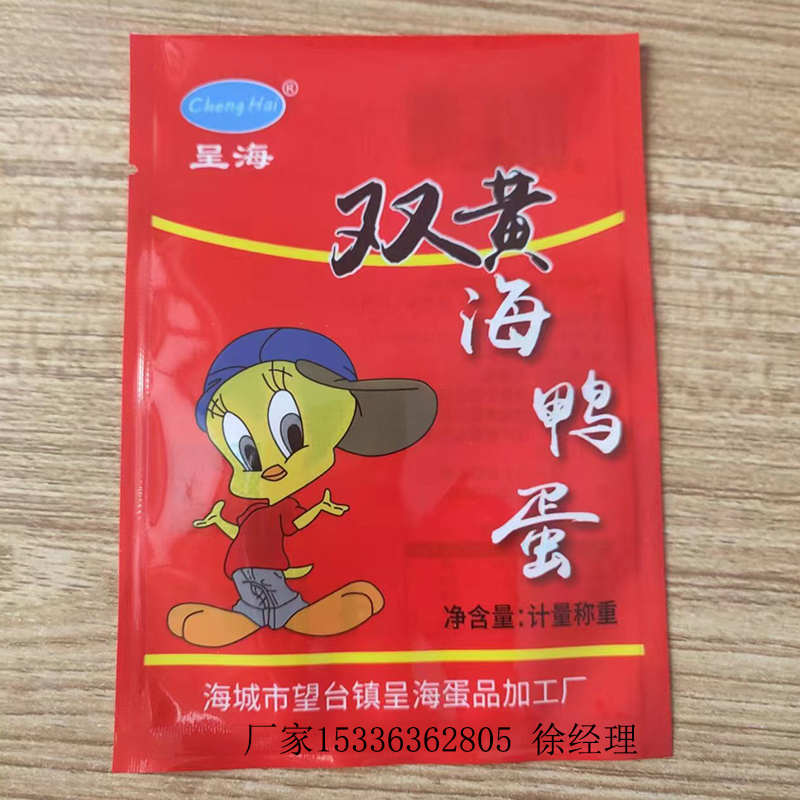 Cheng Hai®
呈海
双黄
海
鸭
蛋
净含量:计量称重
海城市望台镇呈海蛋品加工厂
厂家15336362805 徐经理